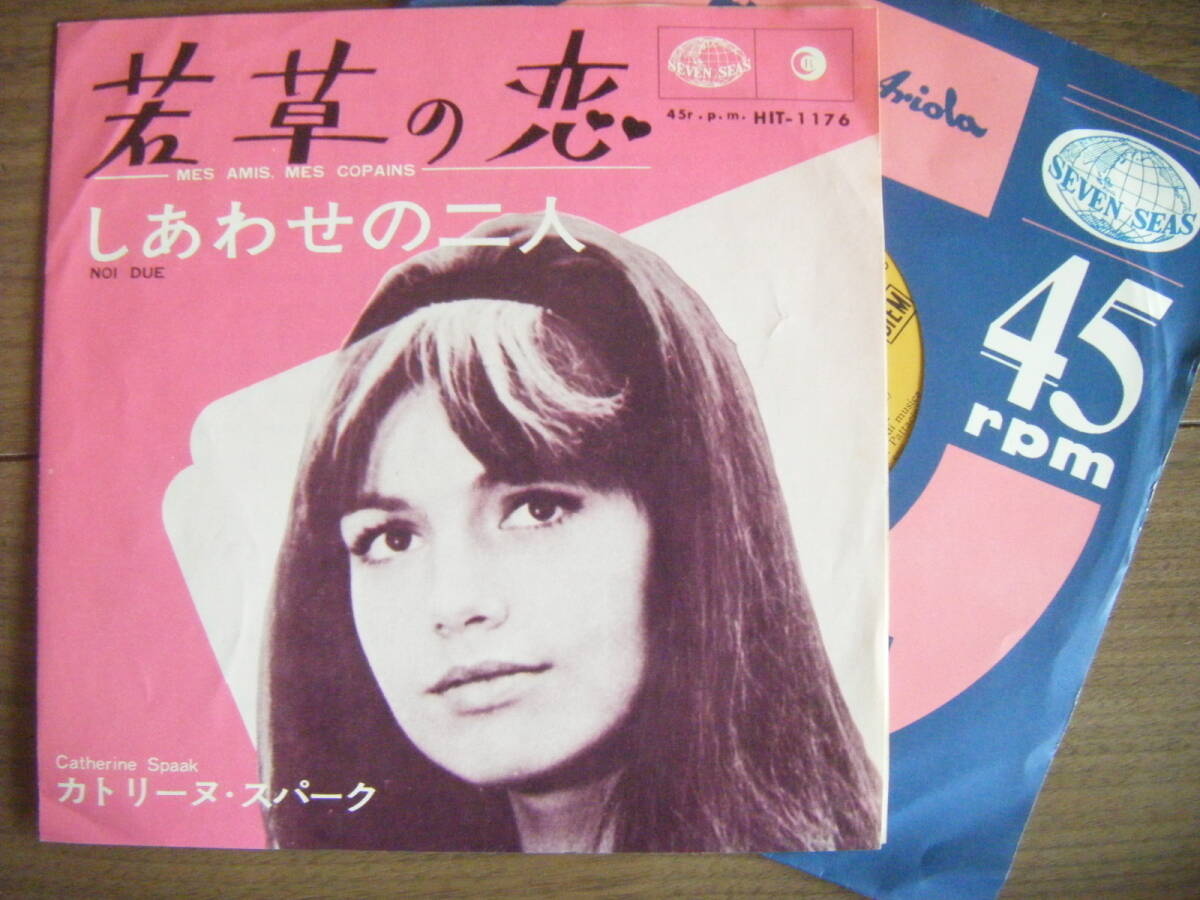 若草の恋
MES AMIS, MES COPAINS
しあわせの二人
NOI DUE
SEVEN SEAS
45r.p.m. HIT-1176
Catherine Spaak
カトリーヌ・スパーク
Ariola
SEVEN SEAS
45
rpm